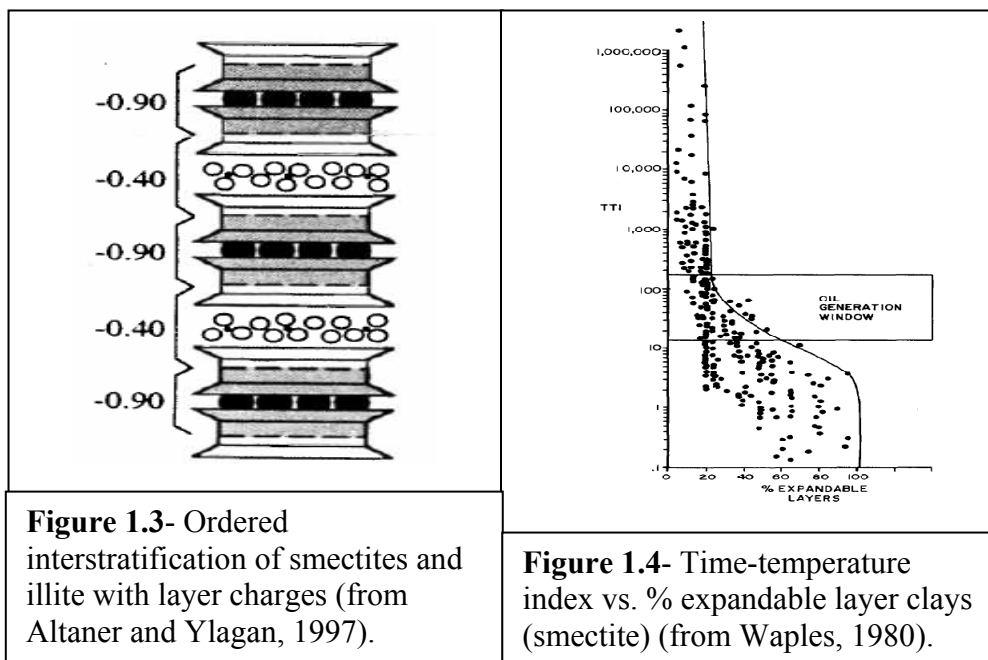 -0.90
-0.40
-0.90
-0.40
-0.90
Figure 1.3- Ordered
interstratification of smectites and
illite with layer charges (from
Altaner and Ylagan, 1997).
1,000,000
100,000
10,000
TTI
1,000
100
OIL
GENERATION
WINDOW
10
1
.1
0 20 40 60 80 100
% EXPANDABLE
LAYERS
Figure 1.4- Time-temperature
index vs. % expandable layer clays
(smectite) (from Waples, 1980).